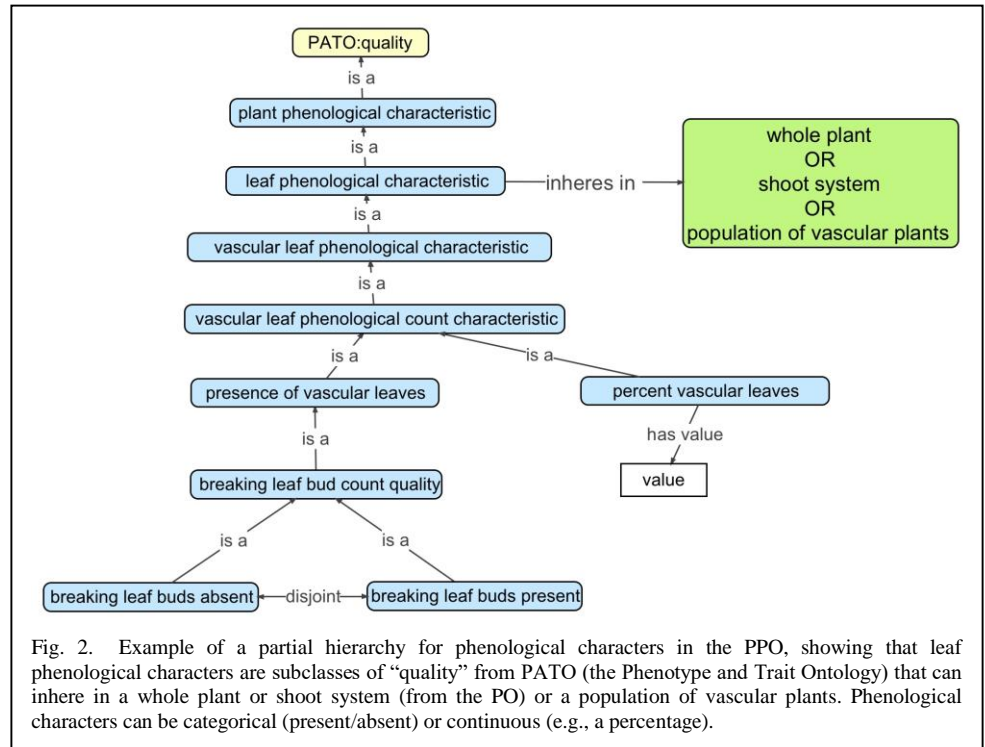 PATO:quality
is a
plant phenological characteristic
is a
leaf phenological characteristic
inheres in
whole plant
OR
shoot system
OR
population of vascular plants
is a
vascular leaf phenological characteristic
is a
vascular leaf phenological count characteristic
is a
is a
presence of vascular leaves
percent vascular leaves
is a
has value
breaking leaf bud count quality
value
is a
is a
breaking leaf buds absent
disjoint
breaking leaf buds present
Fig. 2. Example of a partial hierarchy for phenological characters in the PPO, showing that leaf
phenological characters are subclasses of “quality” from PATO (the Phenotype and Trait Ontology) that can
inhere in a whole plant or shoot system (from the PO) or a population of vascular plants. Phenological
characters can be categorical (present/absent) or continuous (e.g., a percentage).